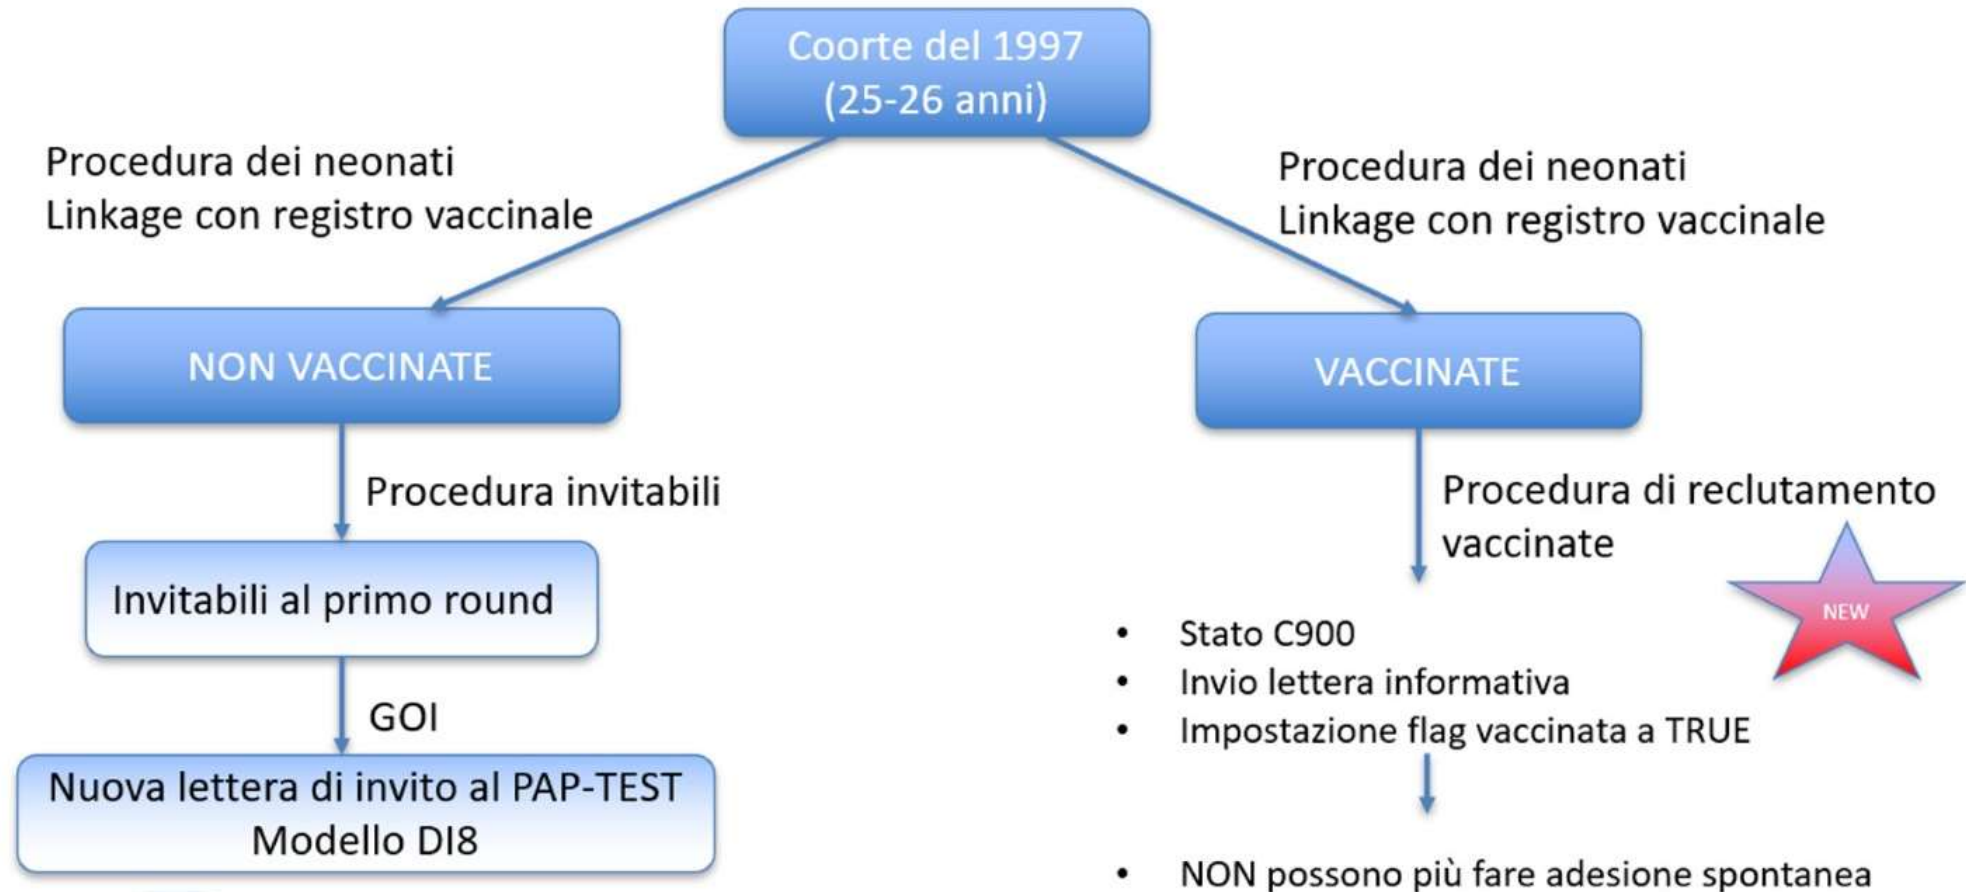 Coorte del 1997
(25-26 anni)
Procedura dei neonati
Linkage con registro vaccinale
Procedura dei neonati
Linkage con registro vaccinale
NON VACCINATE
VACCINATE
Procedura invitabili
Procedura di reclutamento
vaccinate
Invitabili al primo round
NEW
• Stato C900
• Invio lettera informativa
• Impostazione flag vaccinata a TRUE
GOI
Nuova lettera di invito al PAP-TEST
Modello DI8
• NON possono più fare adesione spontanea